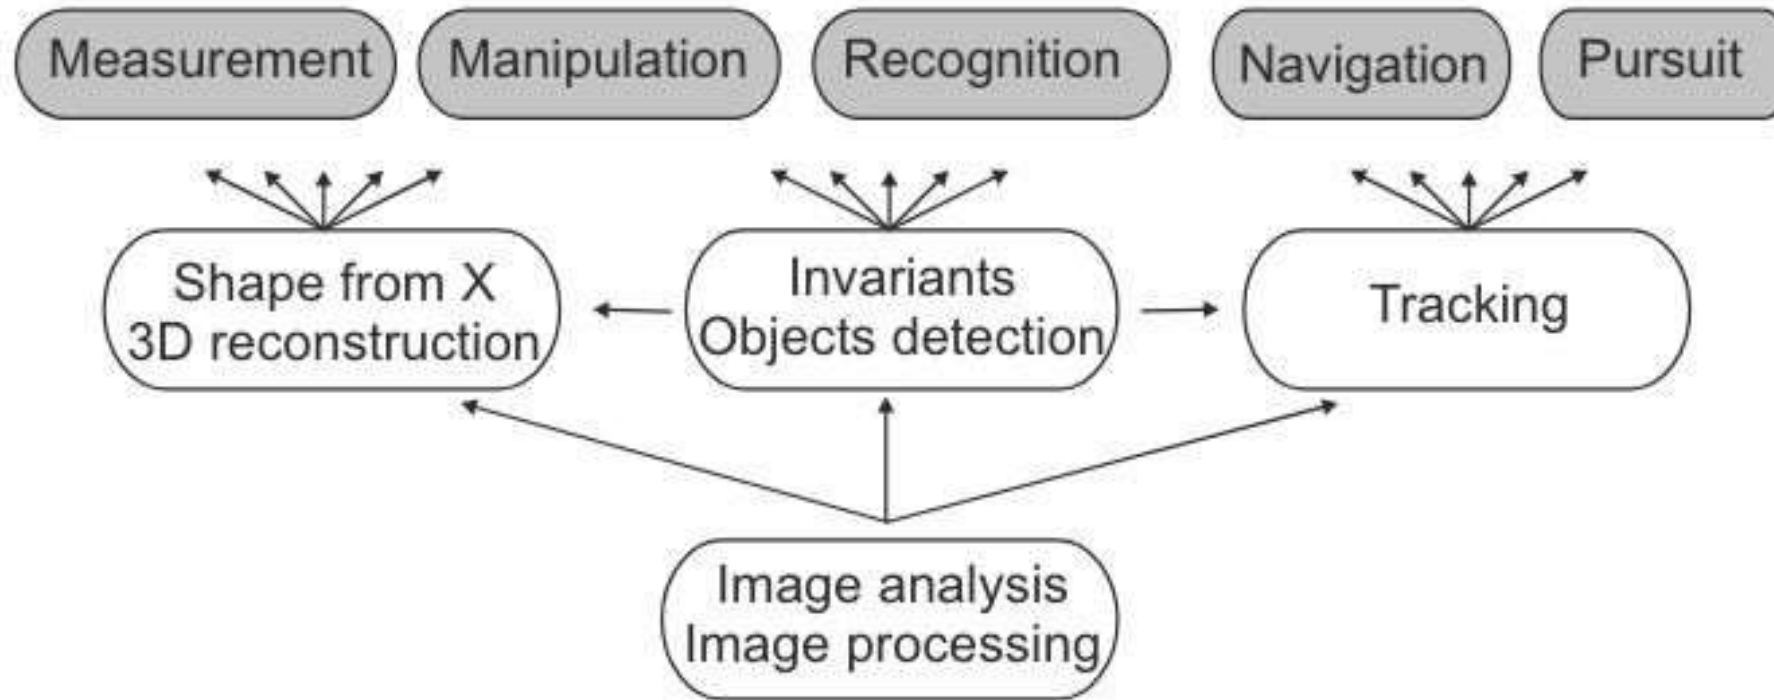 Measurement
Manipulation
Recognition
Navigation
Pursuit
Shape from X
3D reconstruction
Invariants
Objects detection
Tracking
Image analysis
Image processing